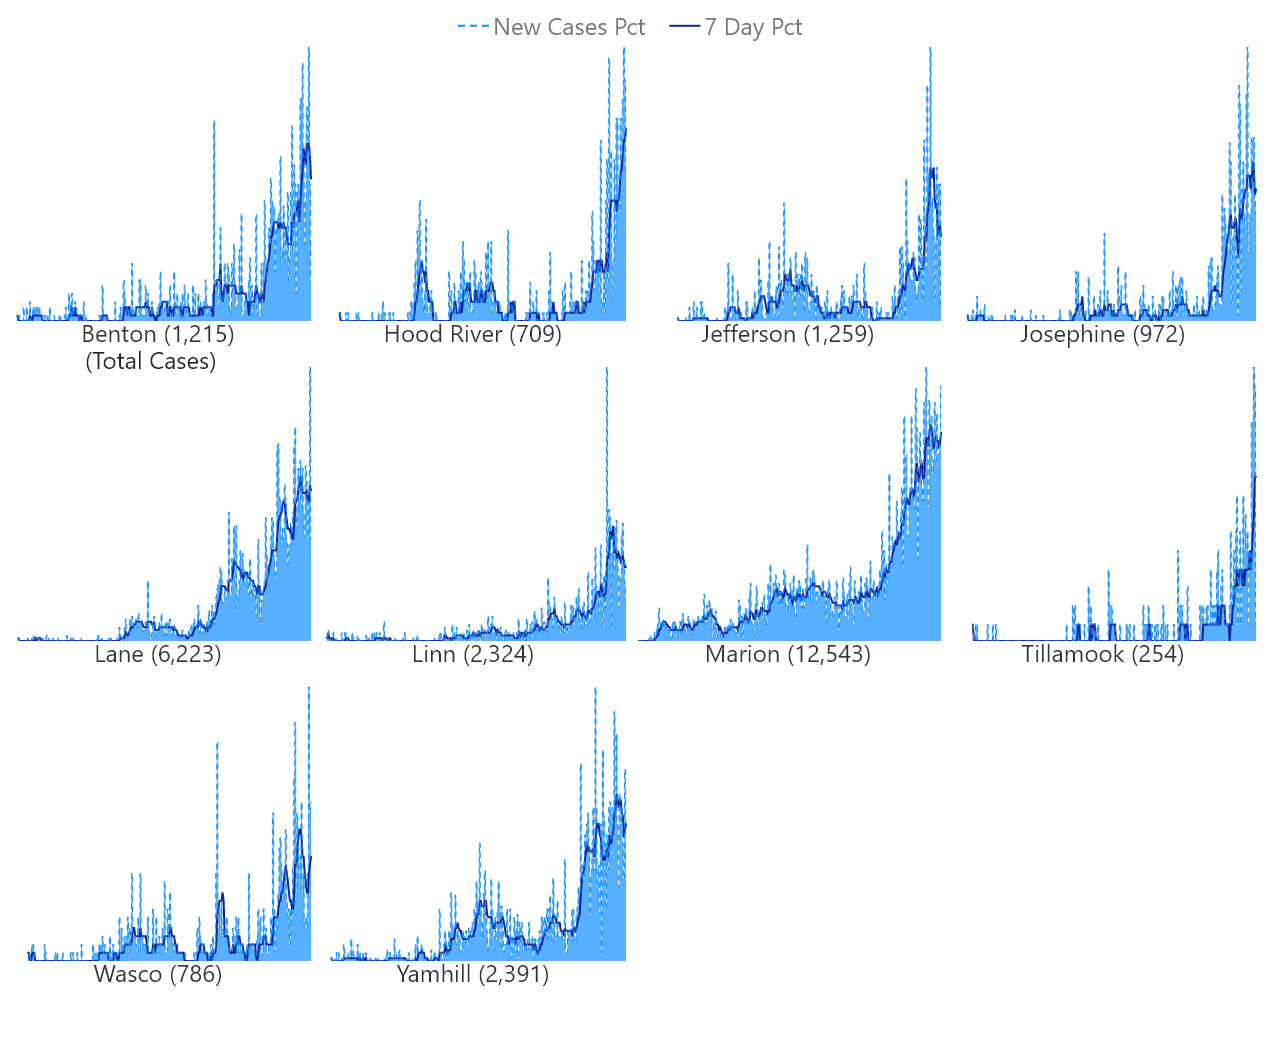 New Cases Pct 7 Day Pct
Benton (1,215)
(Total Cases)
Hood River (709)
Jefferson (1,259)
Josephine (972)
Lane (6,223)
Linn (2,324)
Marion (12,543)
Tillamook (254)
Wasco (786)
Yamhill (2,391)